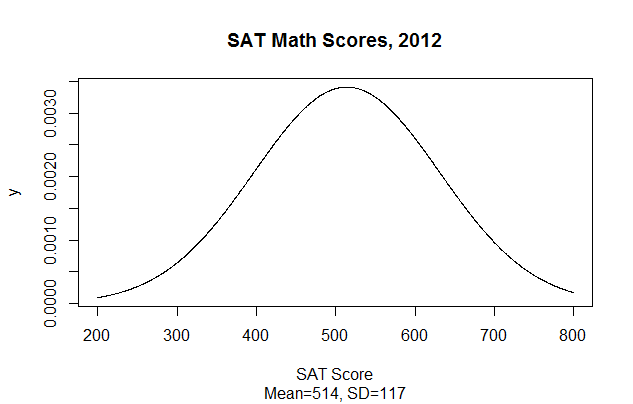 SAT Math Scores, 2012
y
0.0030
0.0020
0.0010
0.0000
200 300 400 500 600 700 800
SAT Score
Mean=514, SD=117